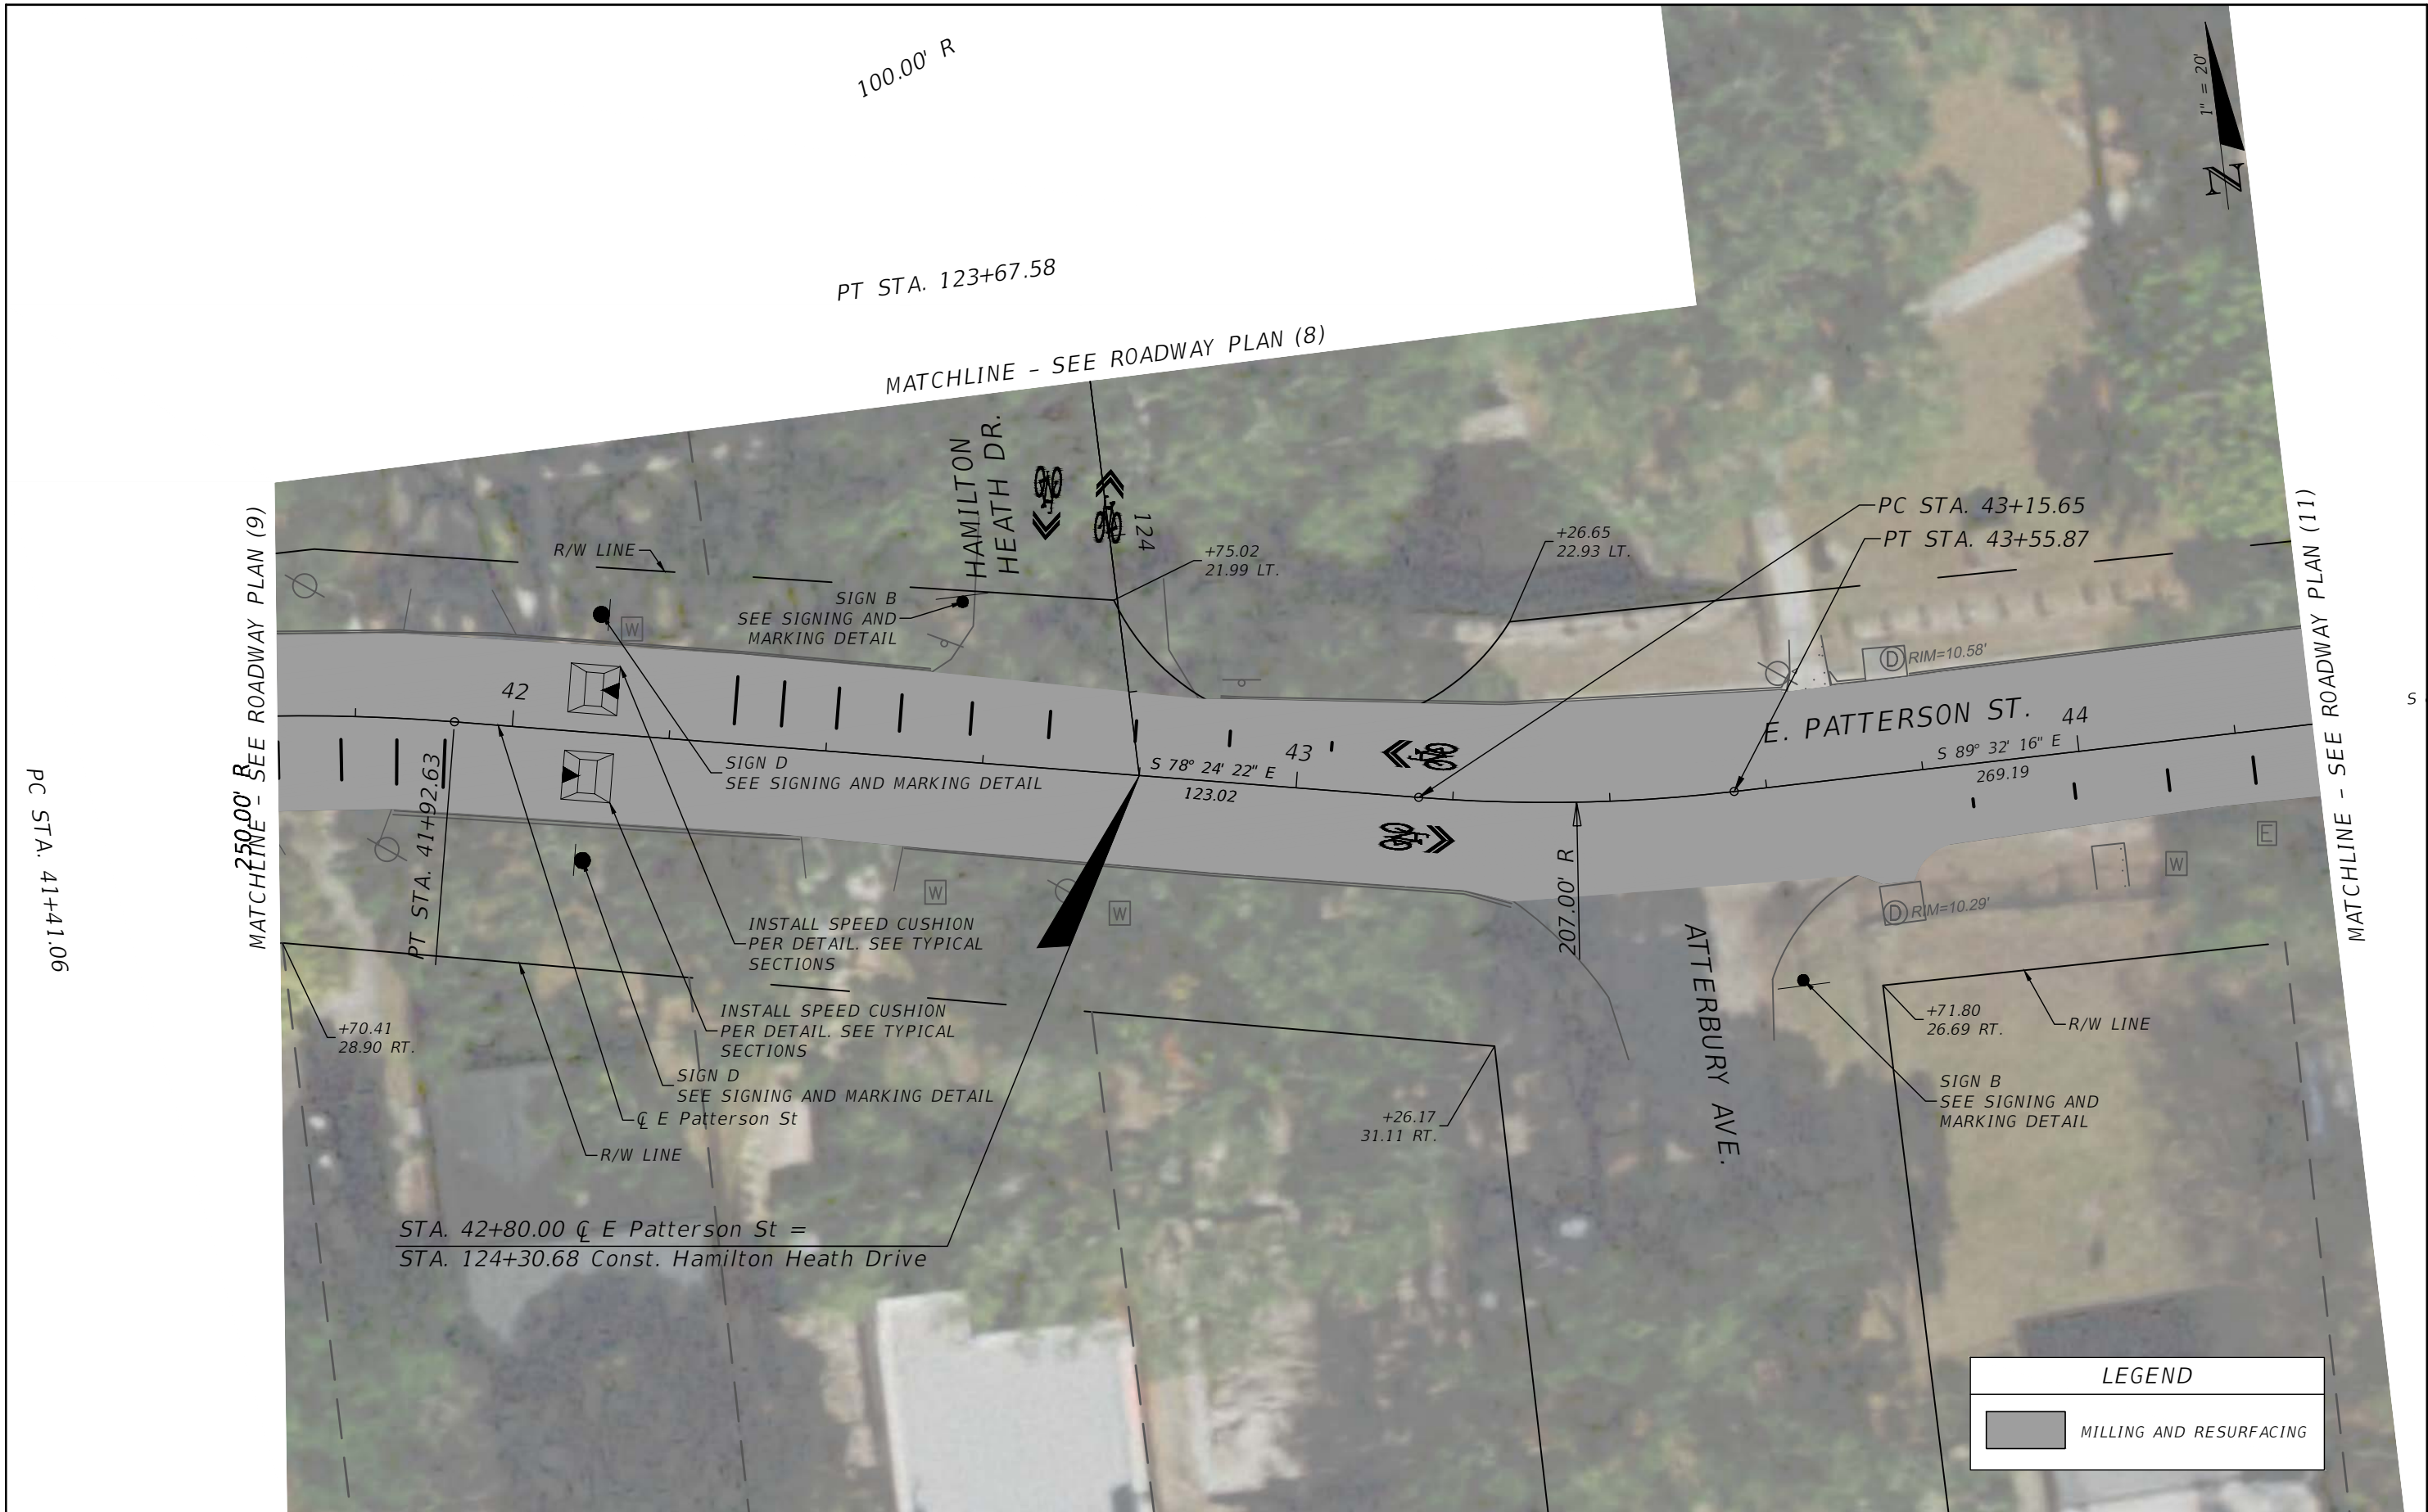 100.00' R
1" = 20'
N
PT STA. 123+67.58
MATCHLINE – SEE ROADWAY PLAN (8)
HAMILTON
HEATH DR.
124
PC STA. 43+15.65
PT STA. 43+55.87
+26.65
22.93 LT.
+75.02
21.99 LT.
R/W LINE
SIGN B
SEE SIGNING AND
MARKING DETAIL
W
D RIM=10.58'
MATCHLINE – SEE ROADWAY PLAN (9)
MATCHLINE – SEE ROADWAY PLAN (11)
S
42
E. PATTERSON ST.
44
43
S 78° 24' 22" E
123.02
S 89° 32' 16" E
269.19
SIGN D
SEE SIGNING AND MARKING DETAIL
PC STA. 41+41.06
250.00' R
PT STA. 41+92.63
207.00' R
E
W
W
W
D RIM=10.29'
INSTALL SPEED CUSHION
PER DETAIL. SEE TYPICAL
SECTIONS
ATTERBURY AVE.
INSTALL SPEED CUSHION
PER DETAIL. SEE TYPICAL
SECTIONS
+70.41
28.90 RT.
+71.80
26.69 RT.
R/W LINE
SIGN D
SEE SIGNING AND MARKING DETAIL
℄ E Patterson St
R/W LINE
+26.17
31.11 RT.
SIGN B
SEE SIGNING AND
MARKING DETAIL
STA. 42+80.00 ℄ E Patterson St =
STA. 124+30.68 Const. Hamilton Heath Drive
LEGEND
MILLING AND RESURFACING